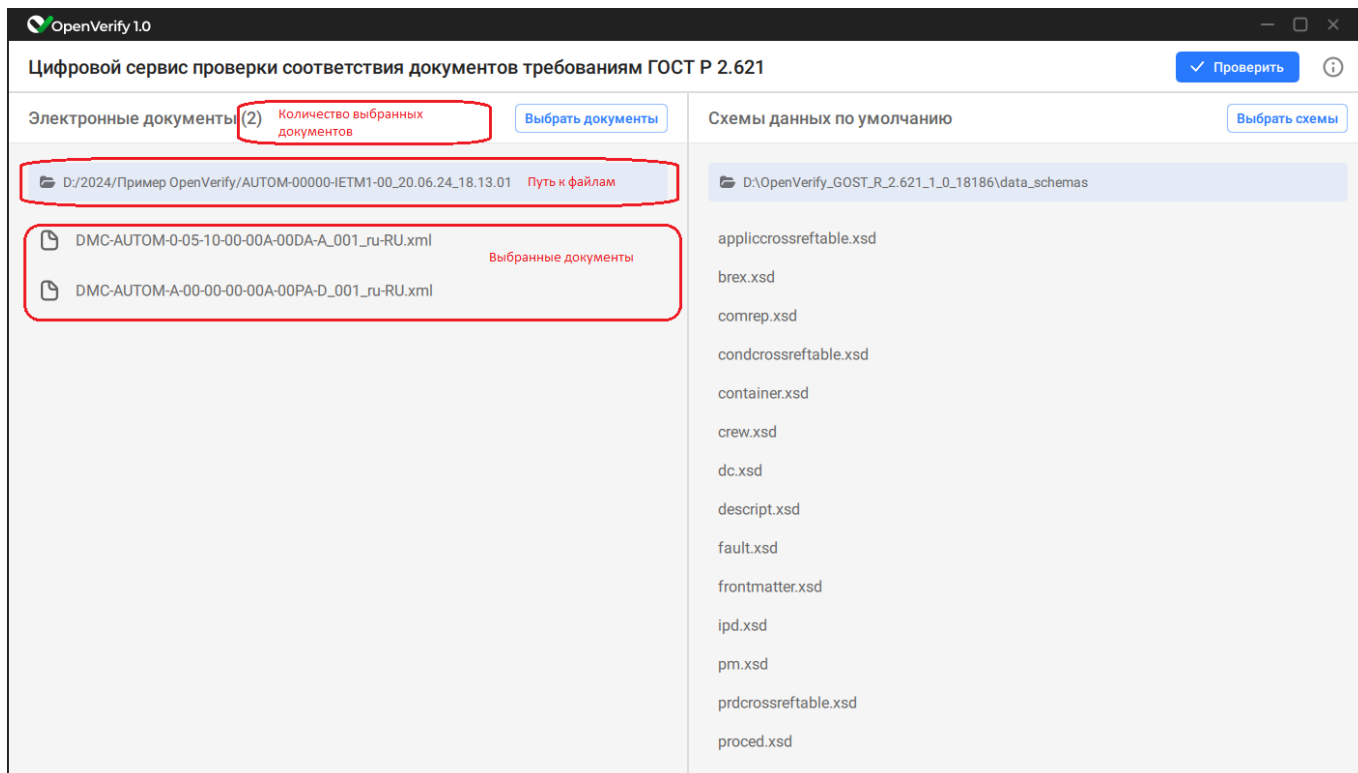 OpenVerify 1.0
Цифровой сервис проверки соответствия документов требованиям ГОСТ Р 2.621
Проверить
Электронные документы (2)
Количество выбранных
документов
Выбрать документы
D:/2024/Пример OpenVerify/AUTOM-00000-IETM1-00_20.06.24_18.13.01
Путь к файлам
DMC-AUTOM-0-05-10-00-00A-00DA-A_001_ru-RU.xml
Выбранные документы
DMC-AUTOM-A-00-00-00-00A-00PA-D_001_ru-RU.xml
Схемы данных по умолчанию
Выбрать схемы
D:\OpenVerify_GOST_R_2.621_1_0_18186\data_schemas
appliccrossreftable.xsd
brex.xsd
comrep.xsd
condcrossreftable.xsd
container.xsd
crew.xsd
dc.xsd
descript.xsd
fault.xsd
frontmatter.xsd
ipd.xsd
pm.xsd
prdcrossreftable.xsd
proced.xsd